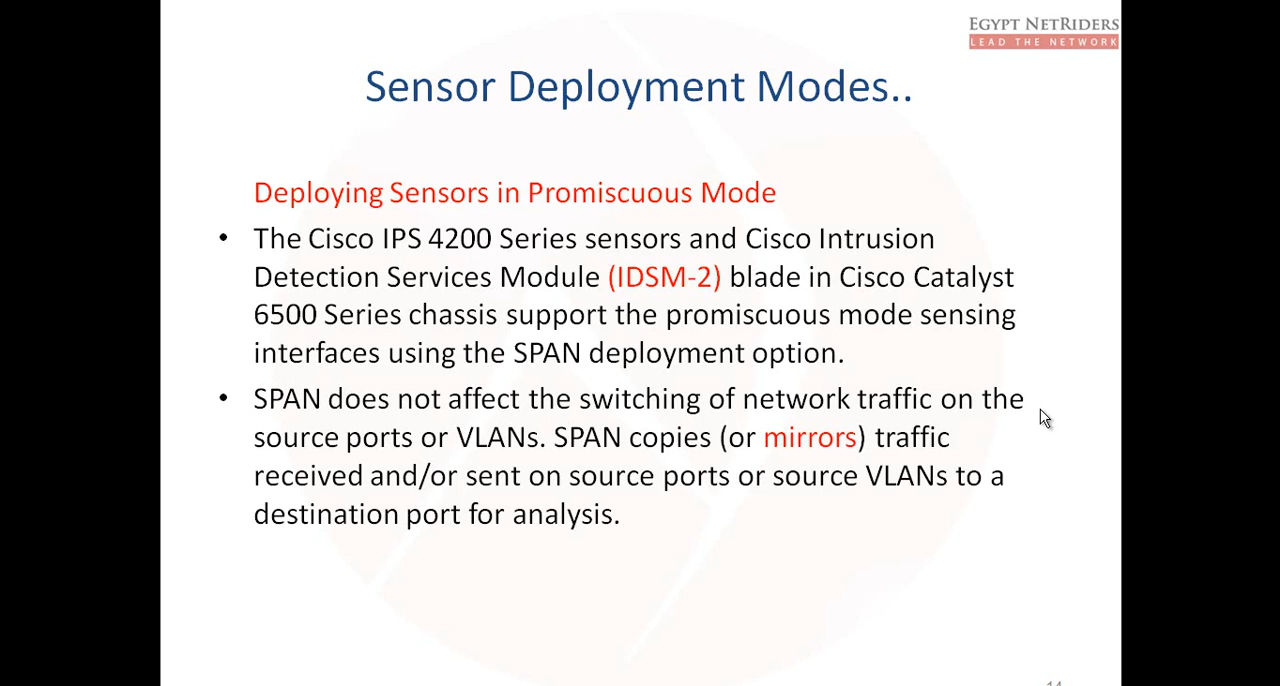 EGYPT NETRIDERS
LEAD THE NETWORK
Sensor Deployment Modes..
Deploying Sensors in Promiscuous Mode
• The Cisco IPS 4200 Series sensors and Cisco Intrusion
Detection Services Module (IDSM-2) blade in Cisco Catalyst
6500 Series chassis support the promiscuous mode sensing
interfaces using the SPAN deployment option.
• SPAN does not affect the switching of network traffic on the
source ports or VLANs. SPAN copies (or mirrors) traffic
received and/or sent on source ports or source VLANs to a
destination port for analysis.